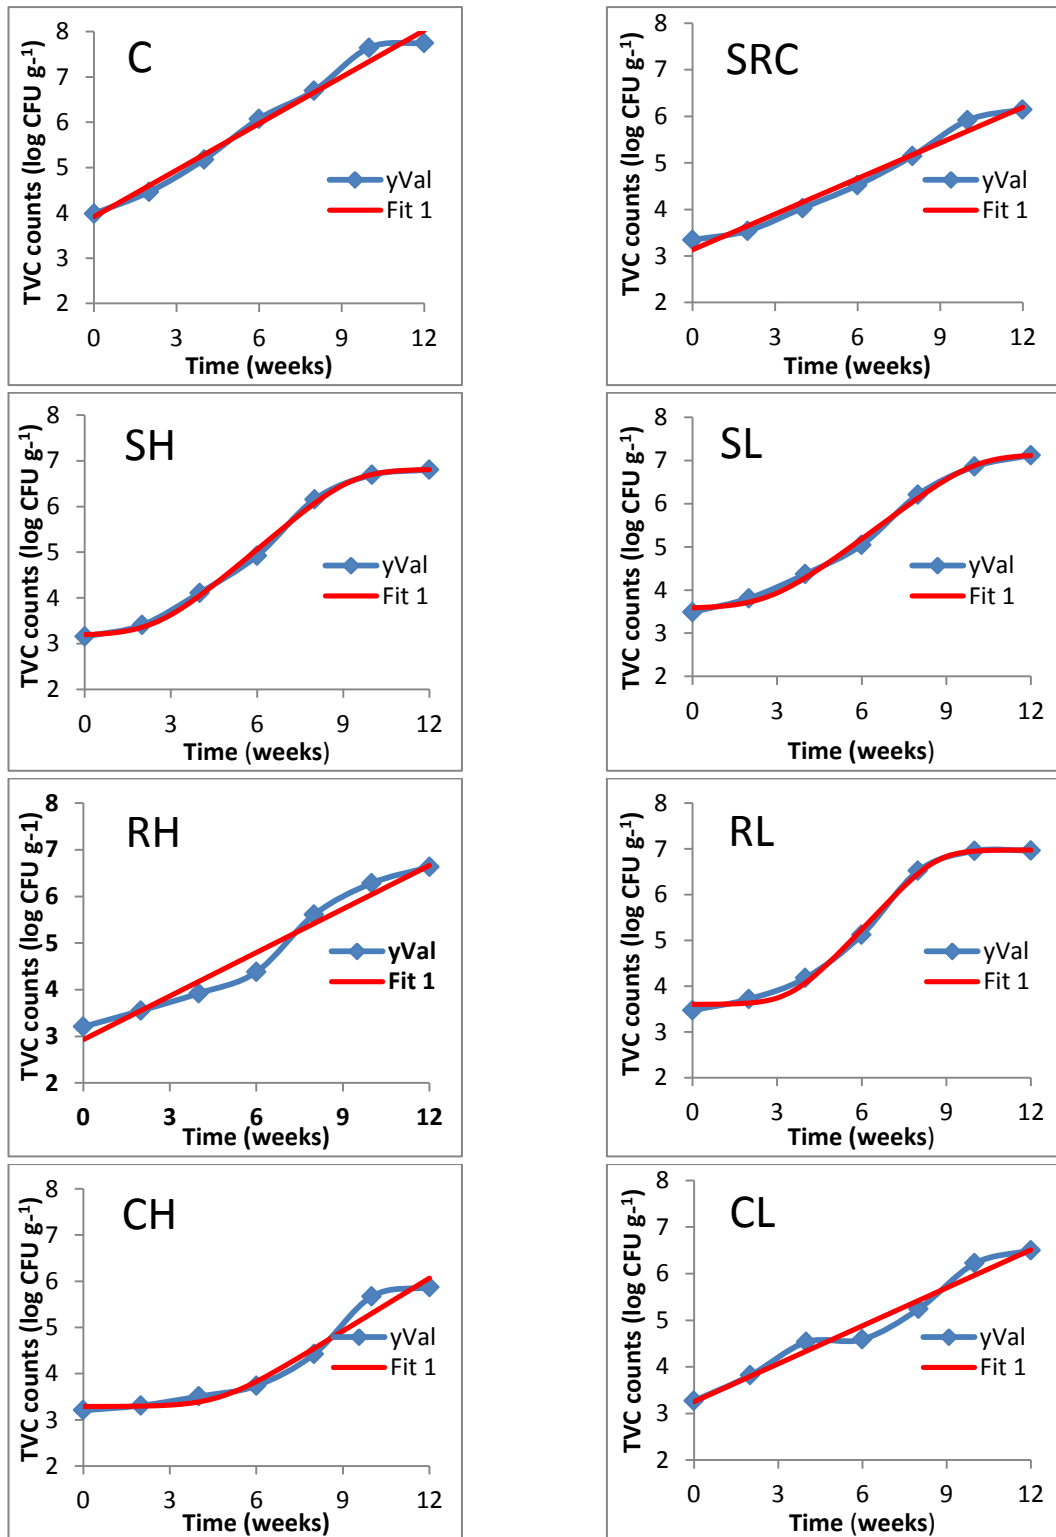 C
TVC counts (log CFU g-1)
8
7
6
5
4
3
2
yVal
Fit 1
0 3 6 9 12
Time (weeks)
SRC
TVC counts (log CFU g-1)
8
7
6
5
4
3
2
yVal
Fit 1
0 3 6 9 12
Time (weeks)
SH
TVC counts (log CFU g-1)
8
7
6
5
4
3
2
yVal
Fit 1
0 3 6 9 12
Time (weeks)
SL
TVC counts (log CFU g-1)
8
7
6
5
4
3
2
yVal
Fit 1
0 3 6 9 12
Time (weeks)
RH
TVC counts (log CFU g-1)
8
7
6
5
4
3
2
yVal
Fit 1
0 3 6 9 12
Time (weeks)
RL
TVC counts (log CFU g-1)
8
7
6
5
4
3
2
yVal
Fit 1
0 3 6 9 12
Time (weeks)
CH
TVC counts (log CFU g-1)
8
7
6
5
4
3
2
yVal
Fit 1
0 3 6 9 12
Time (weeks)
CL
TVC counts (log CFU g-1)
8
7
6
5
4
3
2
yVal
Fit 1
0 3 6 9 12
Time (weeks)